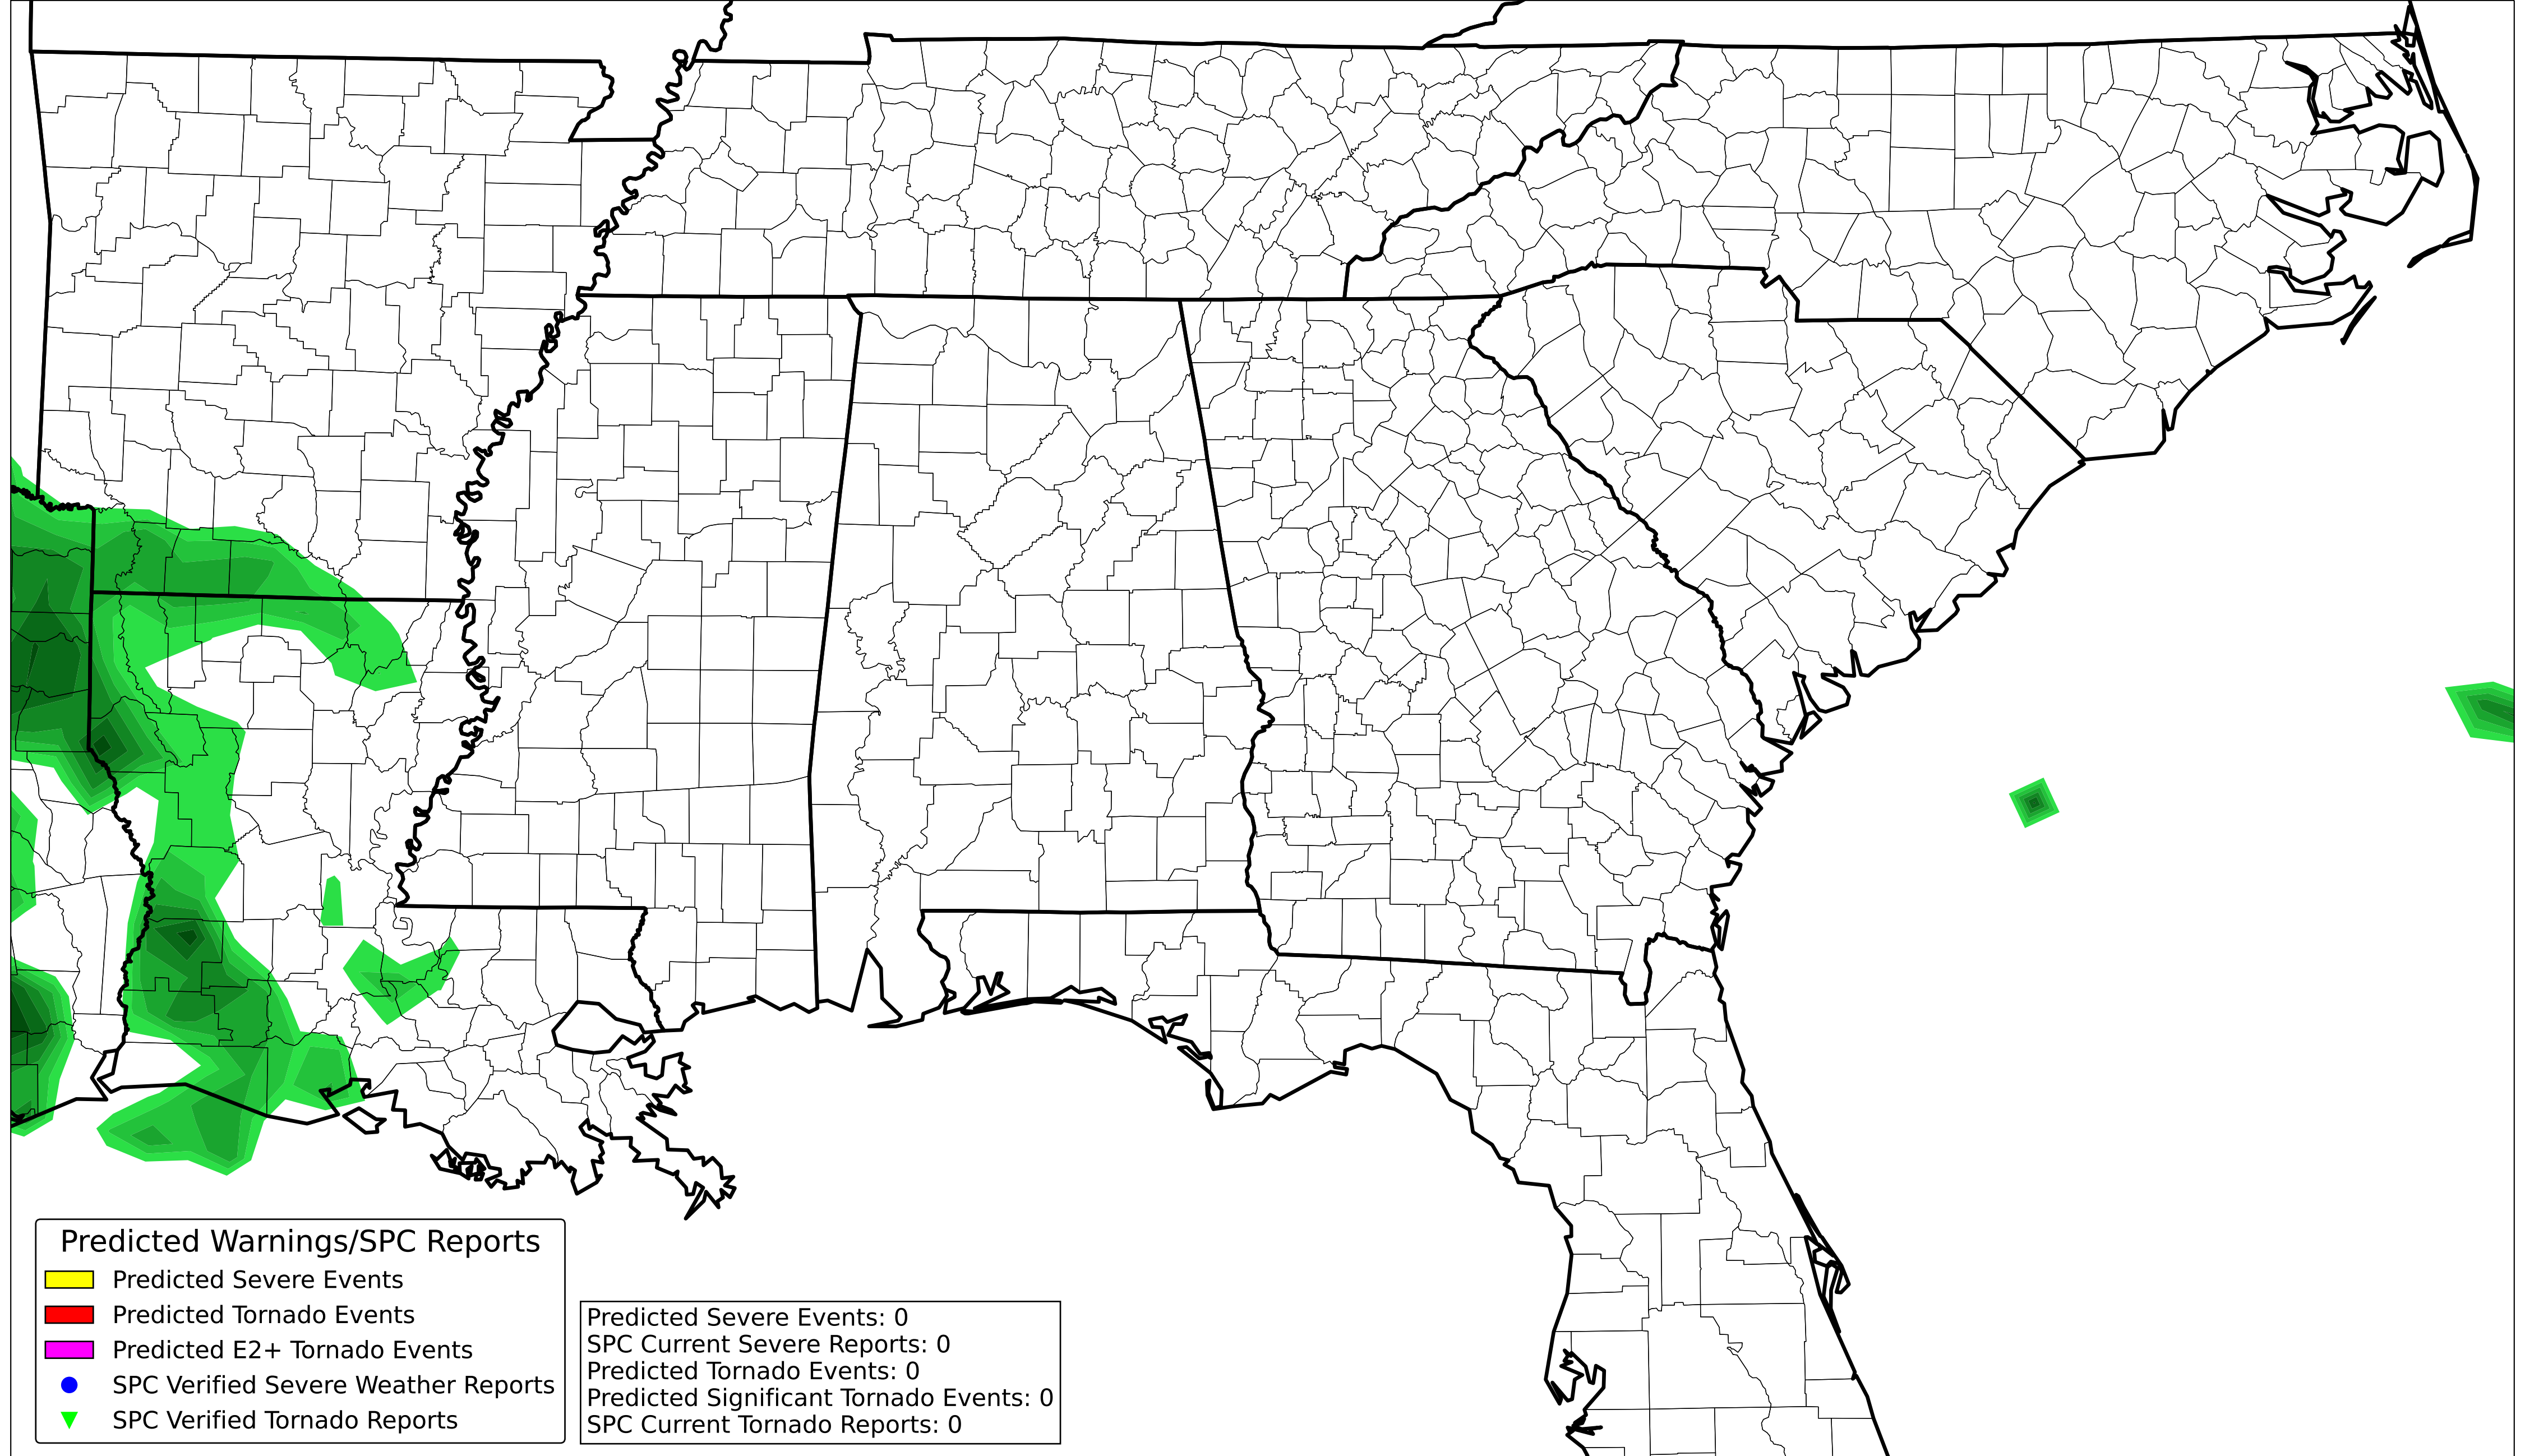 Predicted Warnings/SPC Reports
Predicted Severe Events
Predicted Tornado Events
Predicted E2+ Tornado Events
SPC Verified Severe Weather Reports
SPC Verified Tornado Reports
Predicted Severe Events: 0
SPC Current Severe Reports: 0
Predicted Tornado Events: 0
Predicted Significant Tornado Events: 0
SPC Current Tornado Reports: 0